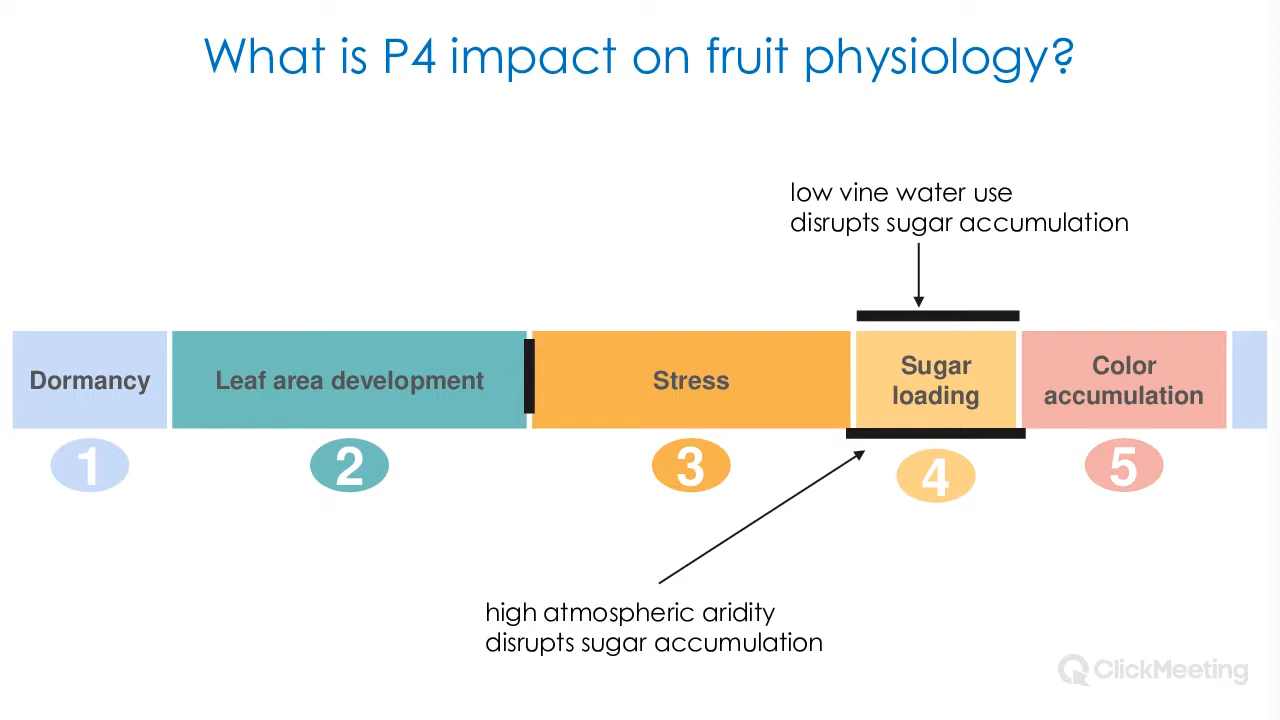 What is P4 impact on fruit physiology?
low vine water use
disrupts sugar accumulation
Dormancy
Leaf area development
Stress
Sugar
loading
Color
accumulation
1
2
3
4
5
high atmospheric aridity
disrupts sugar accumulation
ClickMeeting